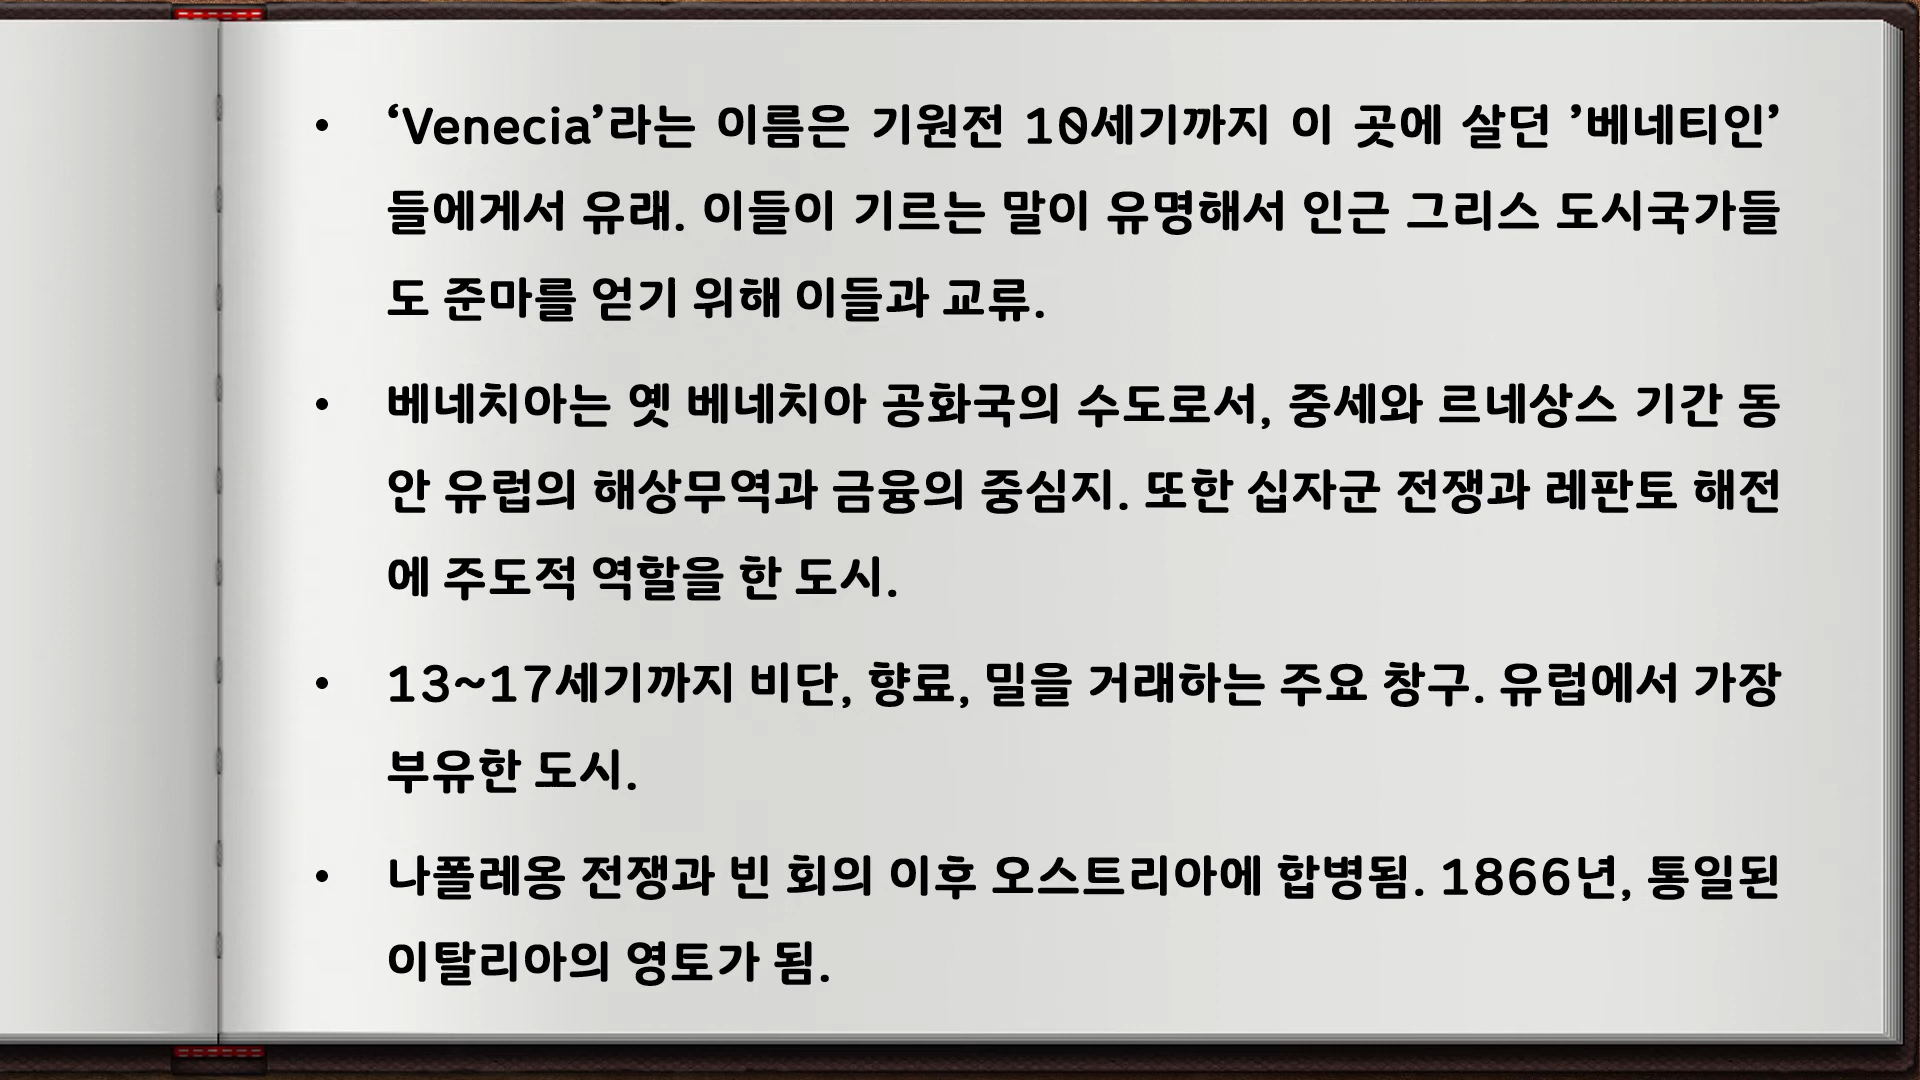 • ‘Venecia’라는 이름은 기원전 10세기까지 이 곳에 살던 ’베네티인’
들에게서 유래. 이들이 기르는 말이 유명해서 인근 그리스 도시국가들
도 준마를 얻기 위해 이들과 교류.
• 베네치아는 옛 베네치아 공화국의 수도로서, 중세와 르네상스 기간 동
안 유럽의 해상무역과 금융의 중심지. 또한 십자군 전쟁과 레판토 해전
에 주도적 역할을 한 도시.
• 13~17세기까지 비단, 향료, 밀을 거래하는 주요 창구. 유럽에서 가장
부유한 도시.
• 나폴레옹 전쟁과 빈 회의 이후 오스트리아에 합병됨. 1866년, 통일된
이탈리아의 영토가 됨.